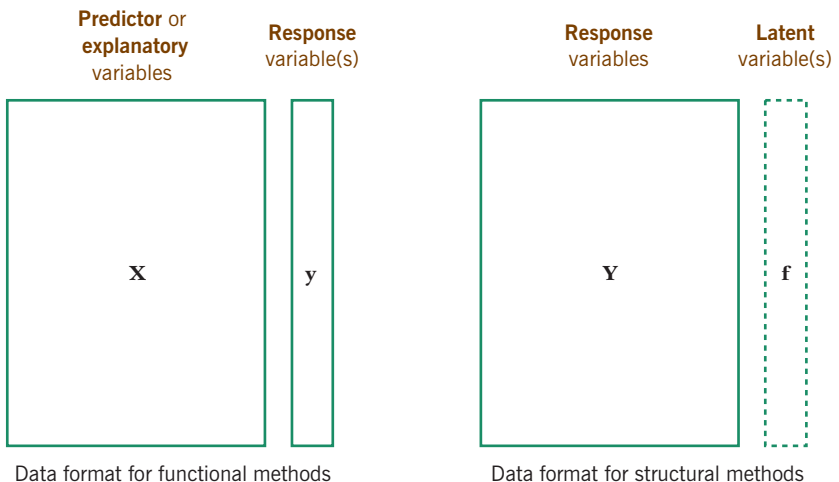 Predictor or
explanatory
variables
Response
variable(s)
X
y
Data format for functional methods
Response
variables
Latent
variable(s)
Y
f
Data format for structural methods